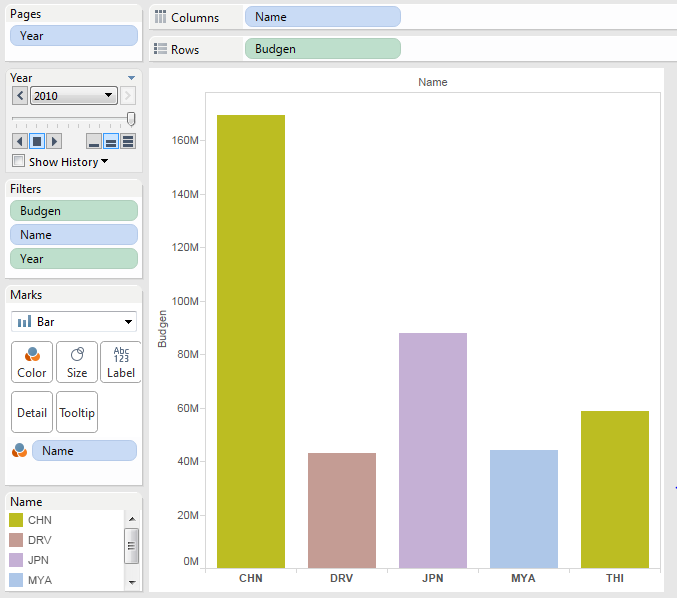 Pages
Year
Year
2010
Show History
Filters
Budgen
Name
Year
Marks
Bar
Color
Size
Abc
123
Label
Detail
Tooltip
Name
Name
CHN
DRV
JPN
MYA
Columns
Name
Rows
Budgen
Name
Budgen
160M
140M
120M
100M
80M
60M
40M
20M
0M
CHN DRV JPN MYA THI